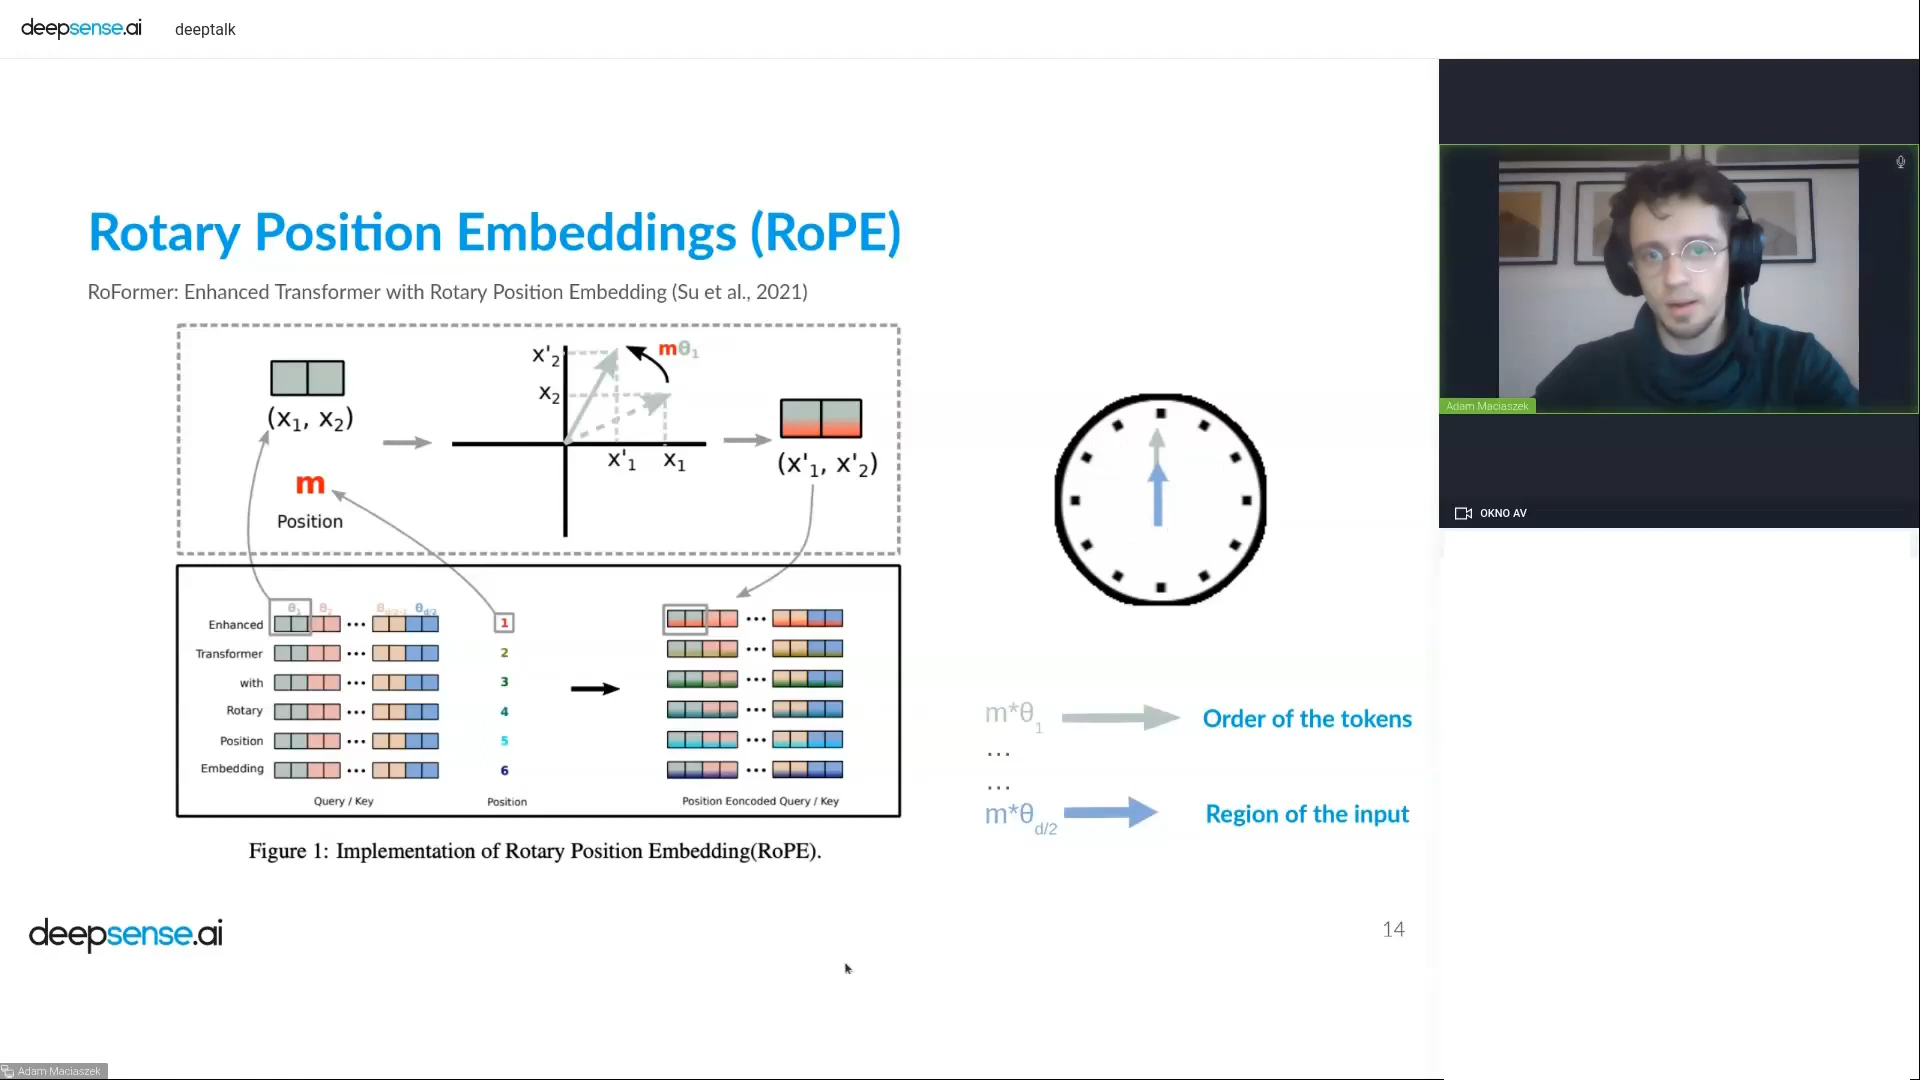 deepsense.ai deeptalk
Rotary Position Embeddings (RoPE)
RoFormer: Enhanced Transformer with Rotary Position Embedding (Su et al., 2021)
(x1, x2)
m
Position
x'2
x2
mθ1
x'1 x1
(x'1, x'2)
θ1 θ2 θd/2-1 θd/2
Enhanced ... 1 ...
Transformer ... 2 ...
with ... 3 ...
Rotary ... 4 ...
Position ... 5 ...
Embedding ... 6 ...
Query / Key Position Position Eoncoded Query / Key
Figure 1: Implementation of Rotary Position Embedding(RoPE).
m*θ1 Order of the tokens
...
...
m*θd/2 Region of the input
deepsense.ai
14
Adam Maciaszek
OKNO AV
Adam Maciaszek